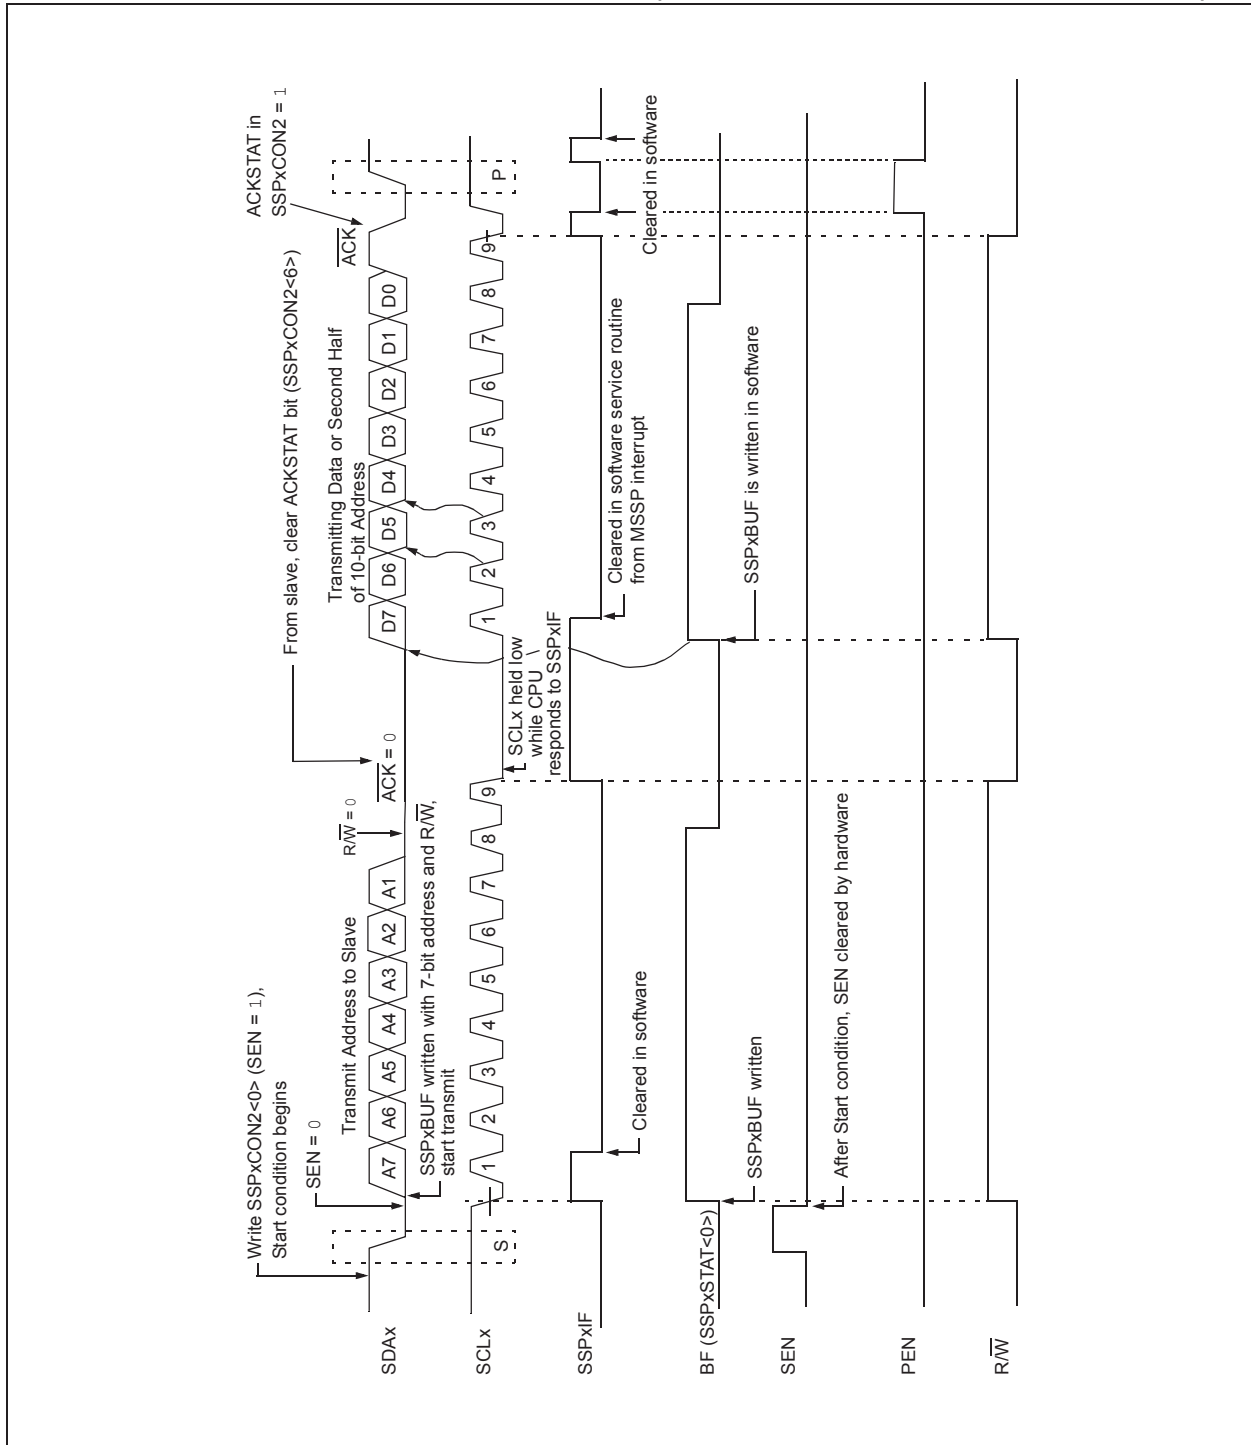 Write SSPxCON2<0> (SEN = 1),
Start condition begins
SEN = 0
Transmit Address to Slave
R/W = 0
From slave, clear ACKSTAT bit (SSPxCON2<6>)
ACK = 0
Transmitting Data or Second Half
of 10-bit Address
ACKSTAT in
SSPxCON2 = 1
ACK
SDAx
A7 A6 A5 A4 A3 A2 A1
D7 D6 D5 D4 D3 D2 D1 D0
SSPxBUF written with 7-bit address and R/W,
start transmit
SCLx
S
1 2 3 4 5 6 7 8 9
1 2 3 4 5 6 7 8 9
P
SCLx held low
while CPU
responds to SSPxIF
SSPxIF
Cleared in software
Cleared in software service routine
from MSSP interrupt
Cleared in software
BF (SSPxSTAT<0>)
SSPxBUF written
SSPxBUF is written in software
SEN
After Start condition, SEN cleared by hardware
PEN
R/W